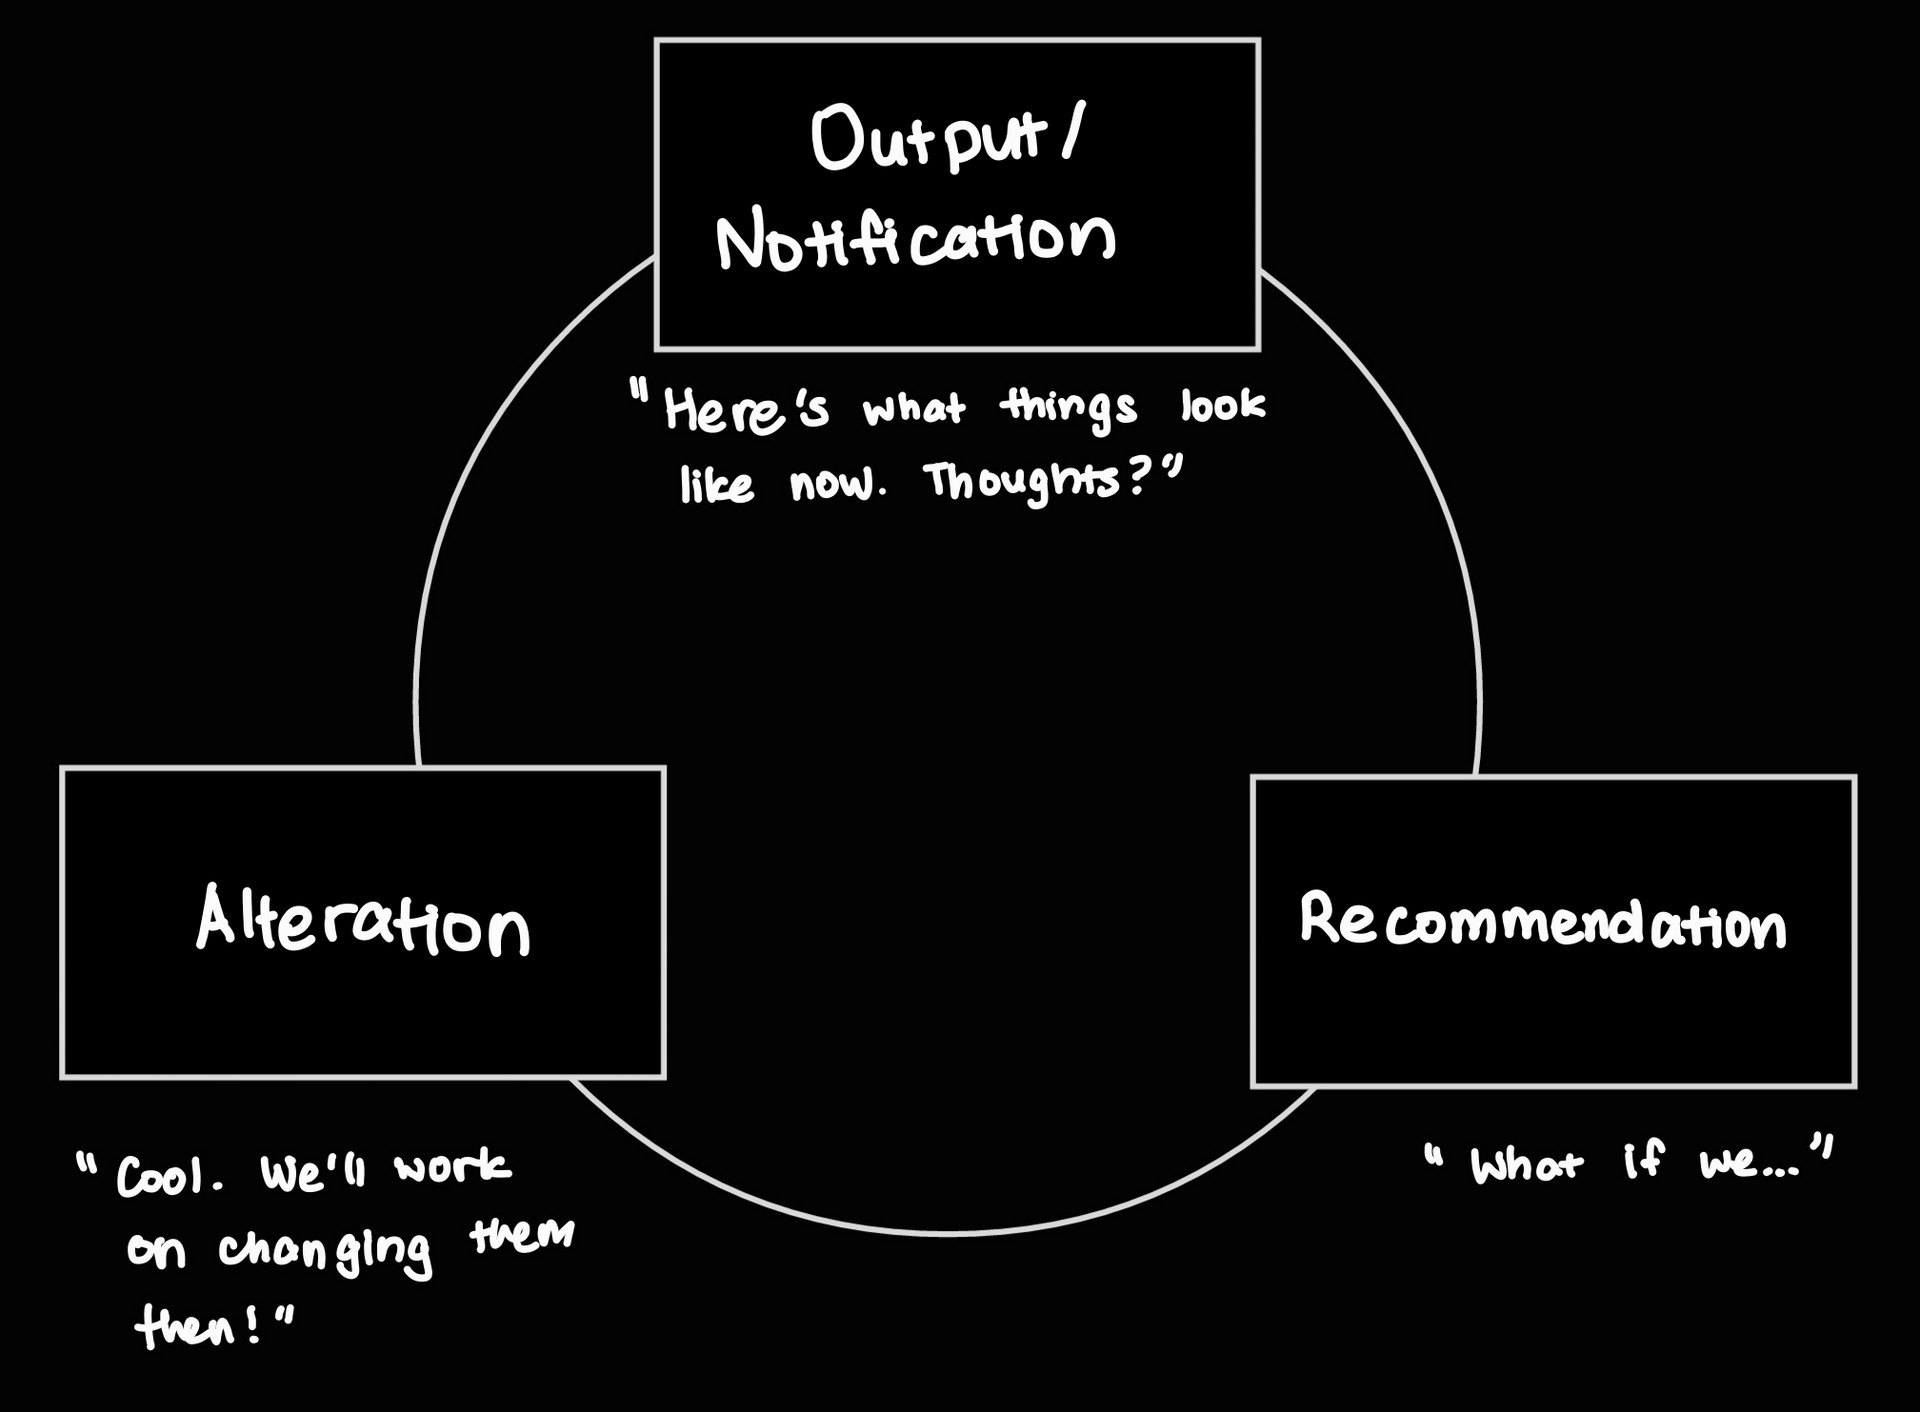 Output/
Notification
"Here's what things look
like now. Thoughts?"
Alteration
"Cool. We'll work
on changing them
then!"
Recommendation
"What if we..."